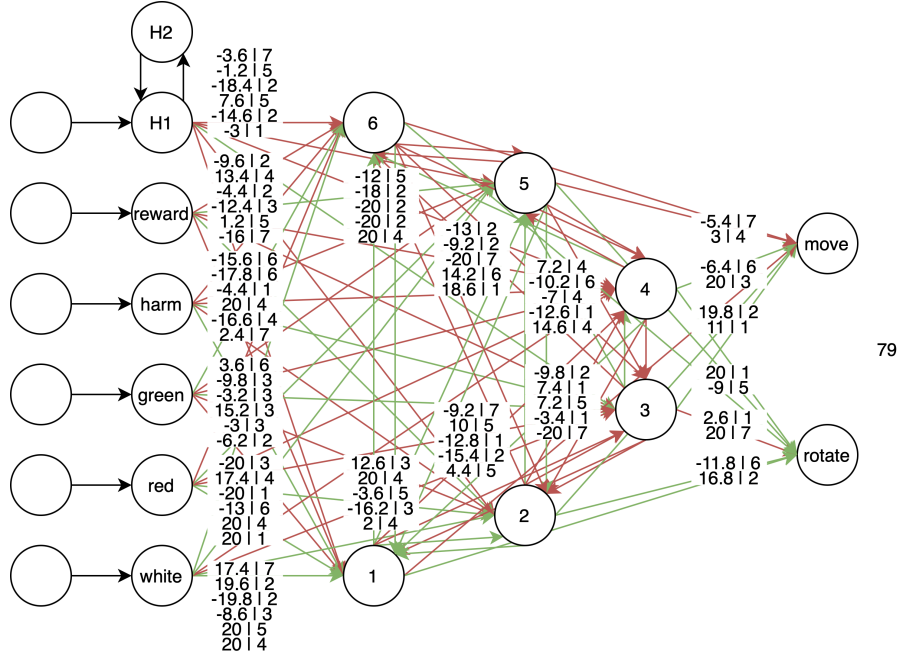 H2
-3.6 | 7
-1.2 | 5
-18.4 | 2
7.6 | 5
-14.6 | 2
-3 | 1
H1
6
-9.6 | 2
13.4 | 4
-4.4 | 2
-12.4 | 3
1.2 | 5
-16 | 7
reward
-12 | 5
-18 | 2
-20 | 2
-20 | 2
20 | 4
5
-5.4 | 7
3 | 4
move
-15.6 | 6
-17.8 | 6
-4.4 | 1
20 | 4
-16.6 | 4
2.4 | 7
harm
-13 | 2
-9.2 | 2
-20 | 7
14.2 | 6
18.6 | 1
7.2 | 4
-10.2 | 6
-7 | 4
-12.6 | 1
14.6 | 4
4
-6.4 | 6
20 | 3
19.8 | 2
11 | 1
79
3.6 | 6
-9.8 | 3
-3.2 | 3
15.2 | 3
-3 | 3
-6.2 | 2
green
-9.8 | 2
7.4 | 1
7.2 | 5
-3.4 | 1
-20 | 7
3
20 | 1
-9 | 5
2.6 | 1
20 | 7
rotate
-9.2 | 7
10 | 5
-12.8 | 1
-15.4 | 2
4.4 | 5
-11.8 | 6
16.8 | 2
-20 | 3
17.4 | 4
-20 | 1
-13 | 6
20 | 4
20 | 1
red
12.6 | 3
20 | 4
-3.6 | 5
-16.2 | 3
2 | 4
2
white
17.4 | 7
19.6 | 2
-19.8 | 2
-8.6 | 3
20 | 5
20 | 4
1